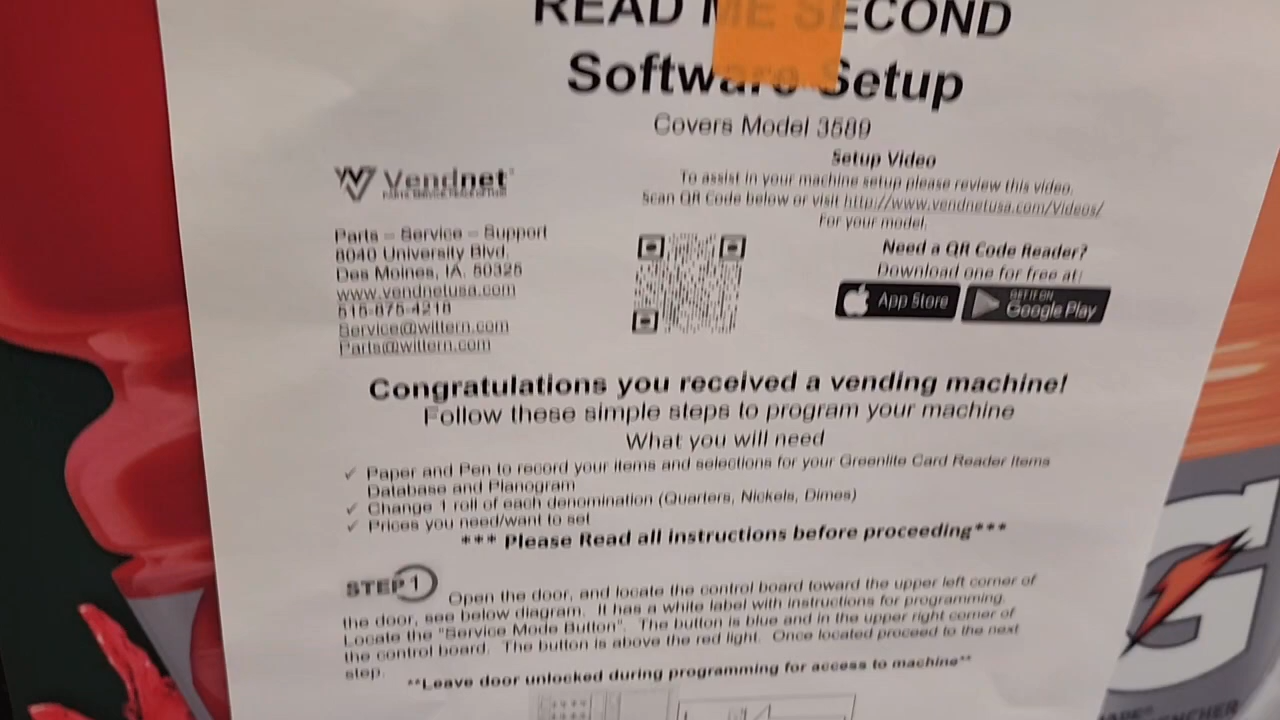 READ ME SECOND
Software Setup
Covers Model 3589
Vendnet
Parts – Service – Support
8040 University Blvd.
Des Moines, IA. 50325
www.vendnetusa.com
515-875-4218
Service@wittern.com
Parts@wittern.com
Setup Video
To assist in your machine setup please review this video.
Scan QR Code below or visit http://www.vendnetusa.com/Videos/
For your model.
Need a QR Code Reader?
Download one for free at:
App Store
GET IT ON
Google Play
Congratulations you received a vending machine!
Follow these simple steps to program your machine
What you will need
✓ Paper and Pen to record your items and selections for your Greenlite Card Reader Items
Database and Planogram
✓ Change 1 roll of each denomination (Quarters, Nickels, Dimes)
✓ Prices you need/want to set
*** Please Read all instructions before proceeding***
STEP 1
Open the door, and locate the control board toward the upper left corner of
the door, see below diagram. It has a white label with instructions for programming.
Locate the "Service Mode Button". The button is blue and in the upper right corner of
the control board. The button is above the red light. Once located proceed to the next
step.
**Leave door unlocked during programming for access to machine**
G